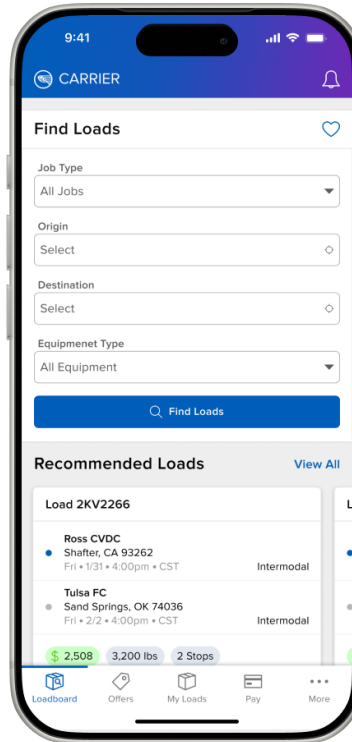 9:41
CARRIER
Find Loads
Job Type
All Jobs
Origin
Select
Destination
Select
Equipmenet Type
All Equipment
Find Loads
Recommended Loads View All
Load 2KV2266 L
Ross CVDC
Shafter, CA 93262
Fri • 1/31 • 4:00pm • CST Intermodal
Tulsa FC
Sand Springs, OK 74036
Fri • 2/2 • 4:00pm • CST Intermodal
$ 2,508 3,200 lbs 2 Stops
Loadboard Offers My Loads Pay More